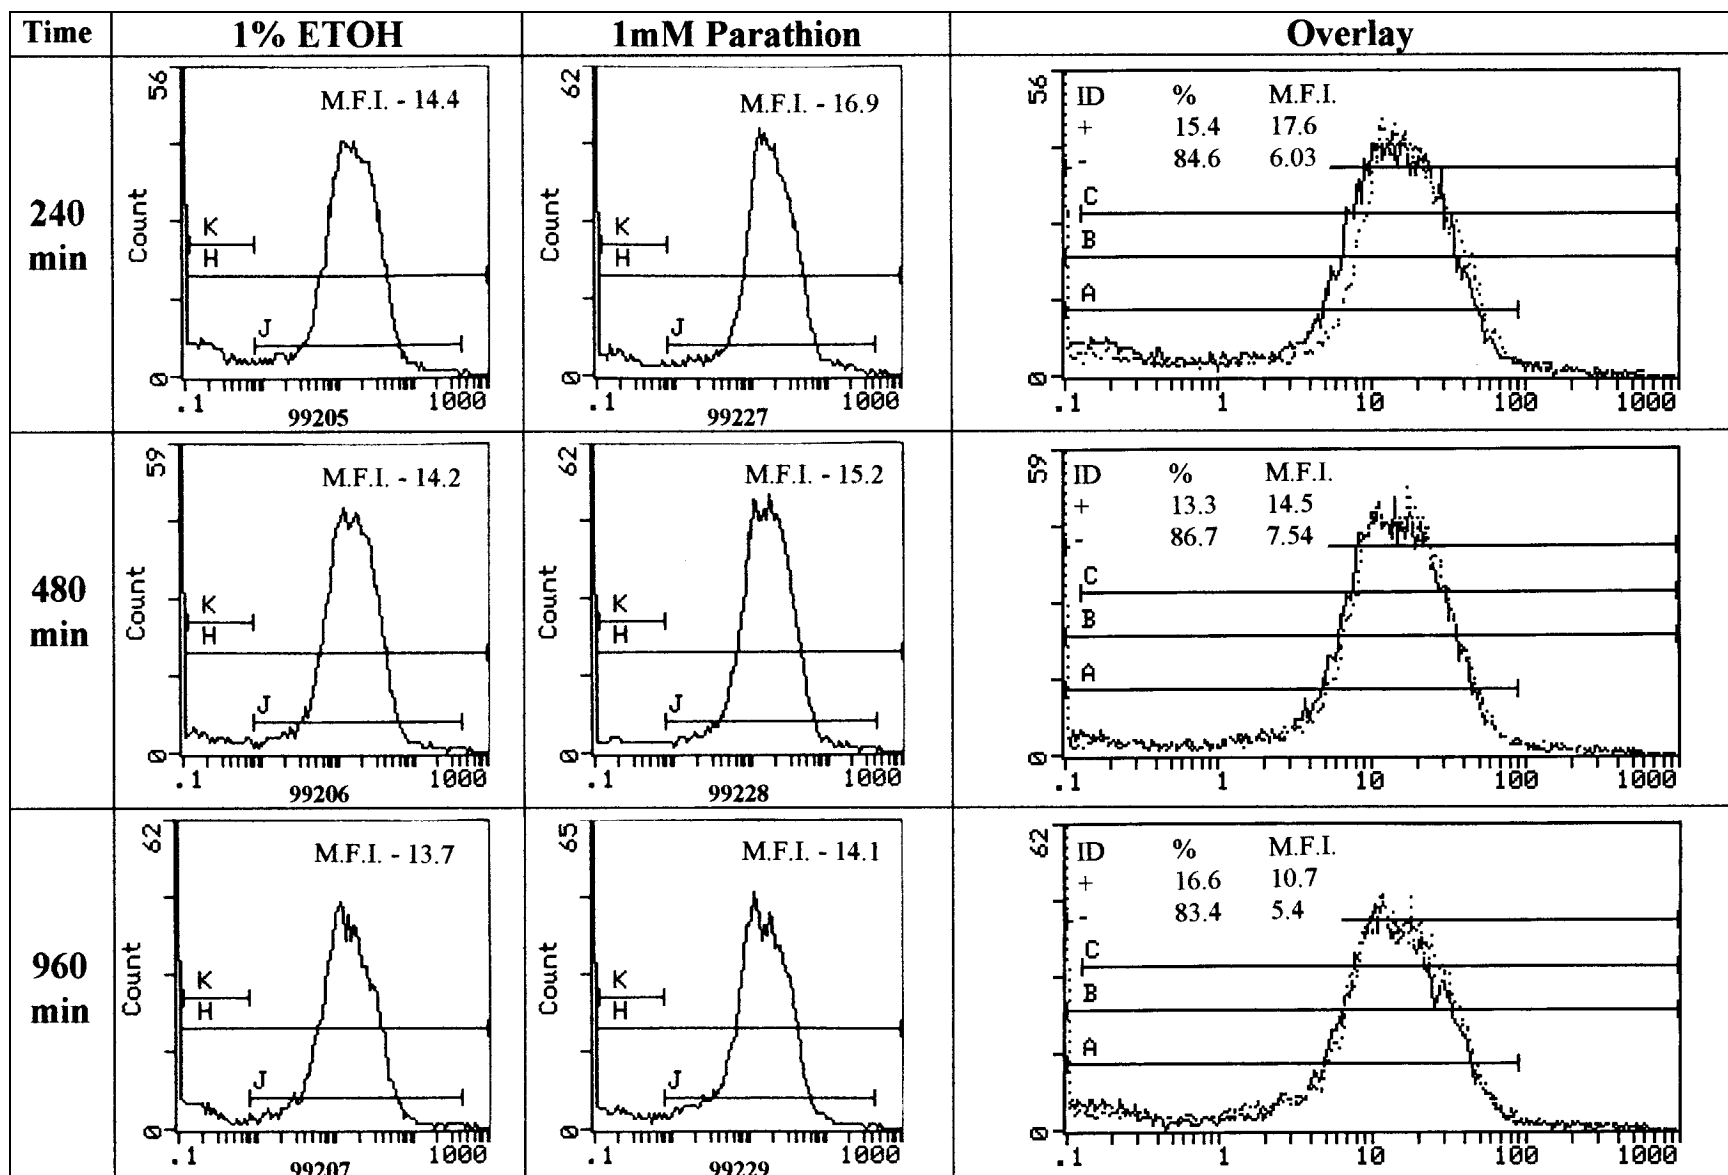 Time 1% ETOH 1mM Parathion Overlay
240
min
56
Count
0
M.F.I. - 14.4
K
H
J
.1 1000
99205
62
Count
0
M.F.I. - 16.9
K
H
J
.1 1000
99227
56
0
ID % M.F.I.
+ 15.4 17.6
- 84.6 6.03
C
B
A
.1 1 10 100 1000
480
min
59
Count
0
M.F.I. - 14.2
K
H
J
.1 1000
99206
62
Count
0
M.F.I. - 15.2
K
H
J
.1 1000
99228
59
0
ID % M.F.I.
+ 13.3 14.5
- 86.7 7.54
C
B
A
.1 1 10 100 1000
960
min
62
Count
0
M.F.I. - 13.7
K
H
J
.1 1000
99207
65
Count
0
M.F.I. - 14.1
K
H
J
.1 1000
99229
62
0
ID % M.F.I.
+ 16.6 10.7
- 83.4 5.4
C
B
A
.1 1 10 100 1000